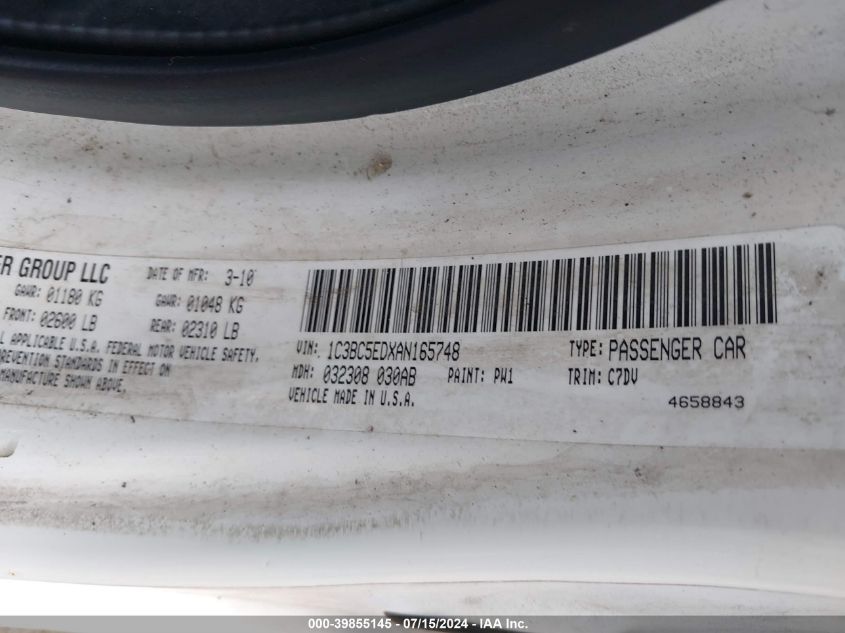 ER GROUP LLC
DATE OF MFR: 3-10
GAWR: 01180 KG
GAWR: 01048 KG
FRONT: 02600 LB
REAR: 02310 LB
L APPLICABLE U.S.A. FEDERAL MOTOR VEHICLE SAFETY,
PREVENTION STANDARDS IN EFFECT ON
MANUFACTURE SHOWN ABOVE.
VIN: 1C3BC5EDXAN165748
TYPE: PASSENGER CAR
MDH: 032308 030AB
PAINT: PW1
TRIM: C7DV
VEHICLE MADE IN U.S.A.
4658843
000-39855145 - 07/15/2024 - IAA Inc.